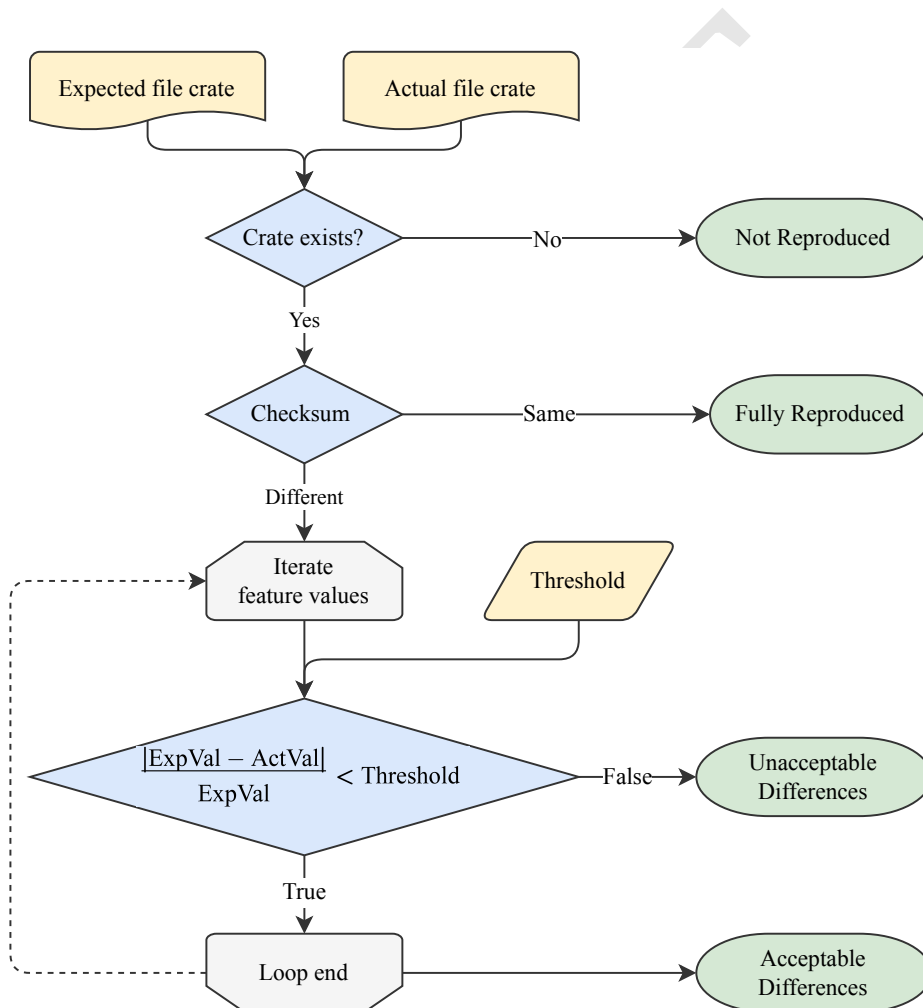 Expected file crate
Actual file crate
Crate exists?
No
Not Reproduced
Yes
Checksum
Same
Fully Reproduced
Different
Iterate
feature values
Threshold
|ExpVal − ActVal|
ExpVal
< Threshold
False
Unacceptable
Differences
True
Loop end
Acceptable
Differences